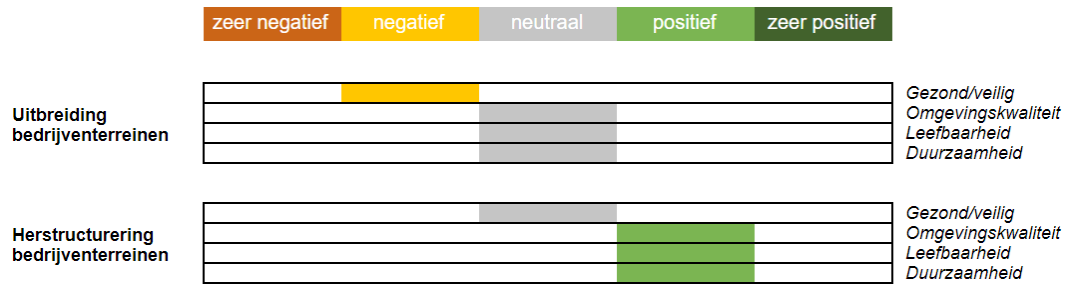 zeer negatief negatief neutraal positief zeer positief
Uitbreiding
bedrijventerreinen
Gezond/veilig
Omgevingskwaliteit
Leefbaarheid
Duurzaamheid
Herstructurering
bedrijventerreinen
Gezond/veilig
Omgevingskwaliteit
Leefbaarheid
Duurzaamheid